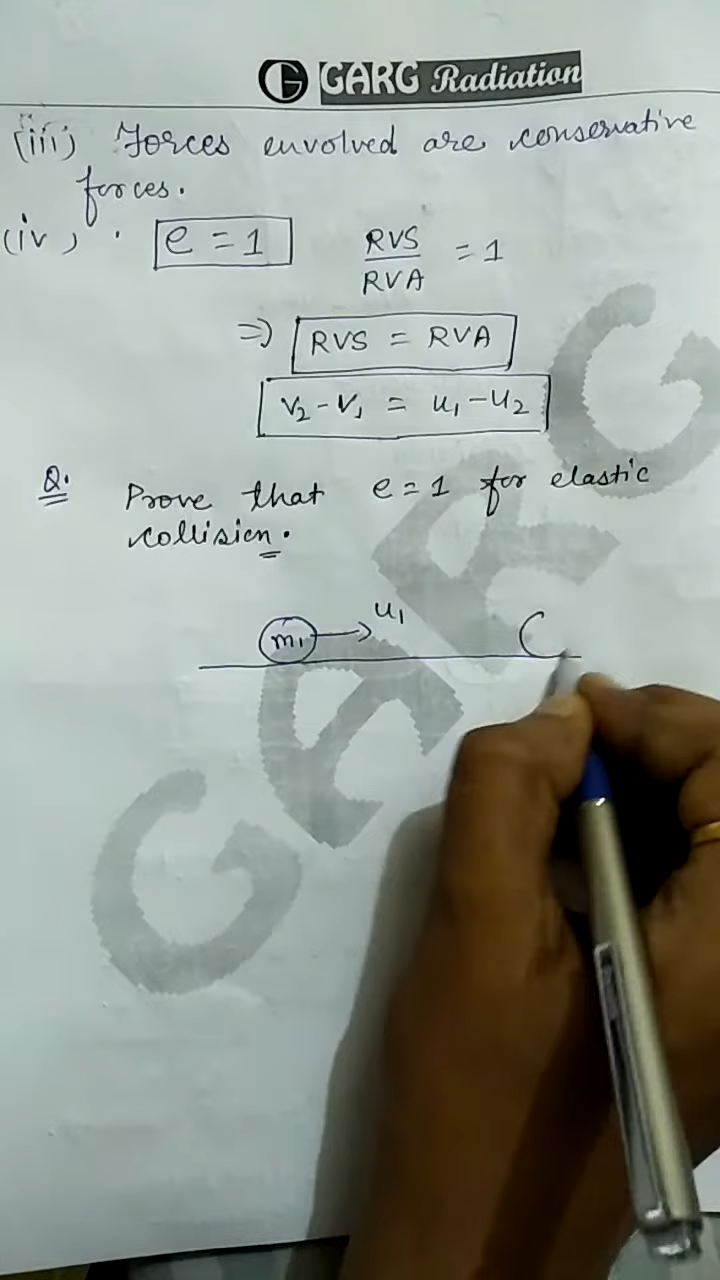 G GARG Radiation
(iii) Forces envolved are conservative
forces.
(iv) . e = 1 RVS/RVA = 1
=) RVS = RVA
V₂ - V₁ = u₁ - u₂
Q. Prove that e = 1 for elastic
collision.
m₁ → u₁
GARG